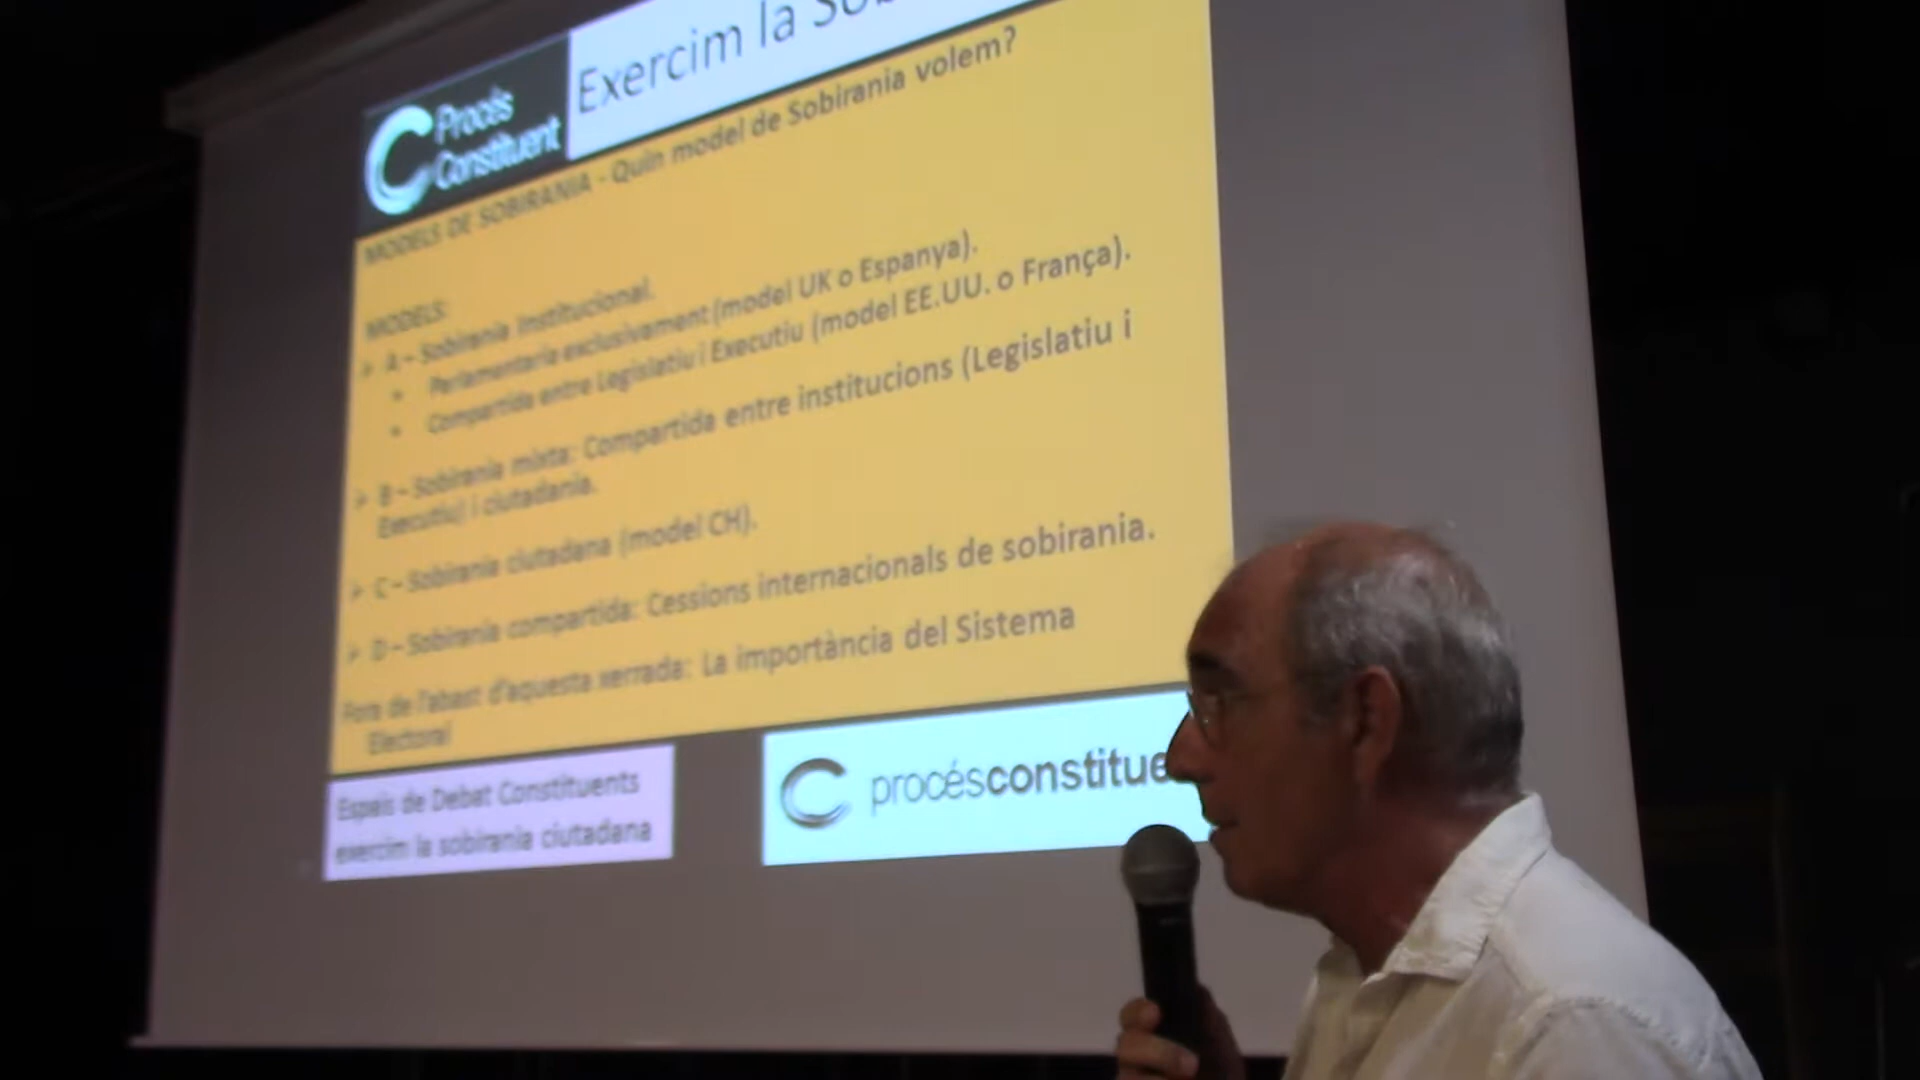 Procés
Constituent
Exercim la Sob
MODELS DE SOBIRANIA - Quin model de Sobirania volem?
MODELS:
A – Sobirania Institucional.
Parlamentaria exclusivament (model UK o Espanya).
Compartida entre Legislatiu i Executiu (model EE.UU. o França).
B – Sobirania mixta: Compartida entre institucions (Legislatiu i
Executiu) i ciutadania.
C – Sobirania ciutadana (model CH).
D – Sobirania compartida: Cessions internacionals de sobirania.
Fora de l'abast d'aquesta xerrada: La importància del Sistema
Electoral
Espais de Debat Constituents
exercim la sobirania ciutadana
procésconstitue